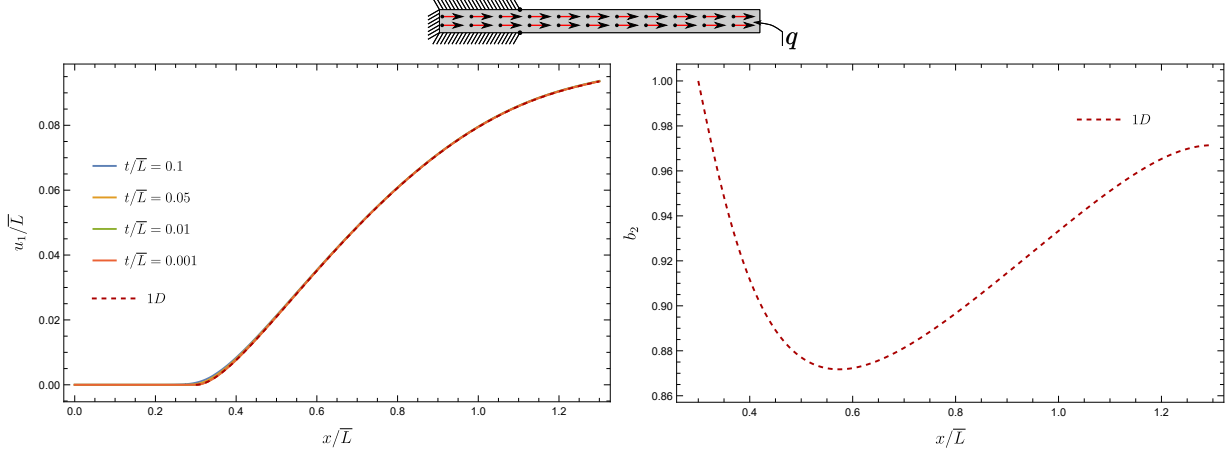 q
0.00
0.02
0.04
0.06
0.08
0.0
0.2
0.4
0.6
0.8
1.0
1.2
u₁/L̅
x/L̅
t/L̅ = 0.1
t/L̅ = 0.05
t/L̅ = 0.01
t/L̅ = 0.001
1D
1.00
0.98
0.96
0.94
0.92
0.90
0.88
0.86
0.4
0.6
0.8
1.0
1.2
b₂
x/L̅
1D